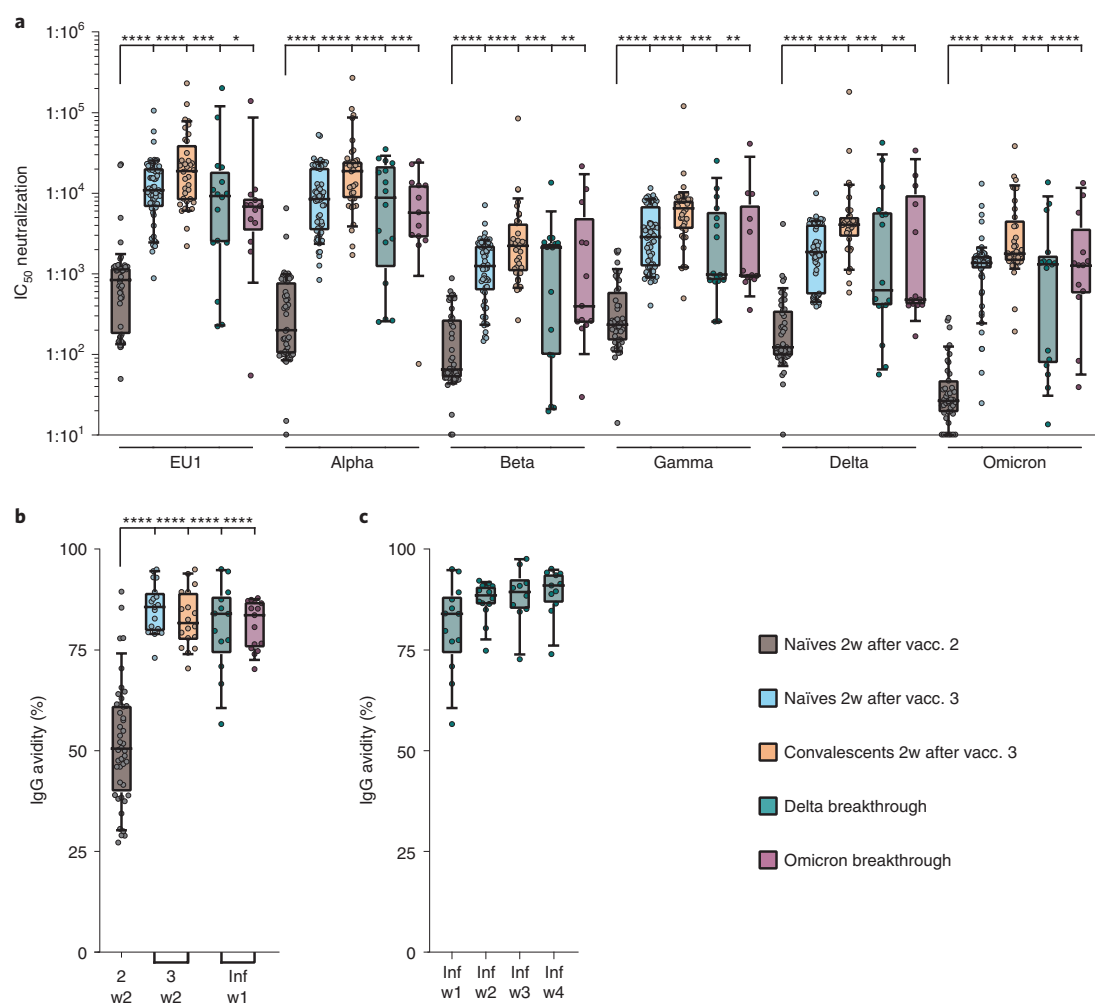 a
1:10⁶
1:10⁵
1:10⁴
1:10³
1:10²
1:10¹
IC₅₀ neutralization
**** **** *** *
**** **** **** ***
**** **** *** **
**** **** *** **
**** **** *** **
**** **** *** ****
EU1 Alpha Beta Gamma Delta Omicron
b
**** **** **** ****
100
75
50
25
0
IgG avidity (%)
2 3 Inf
w2 w2 w1
c
100
75
50
25
0
IgG avidity (%)
Inf Inf Inf Inf
w1 w2 w3 w4
Naïves 2w after vacc. 2
Naïves 2w after vacc. 3
Convalescents 2w after vacc. 3
Delta breakthrough
Omicron breakthrough